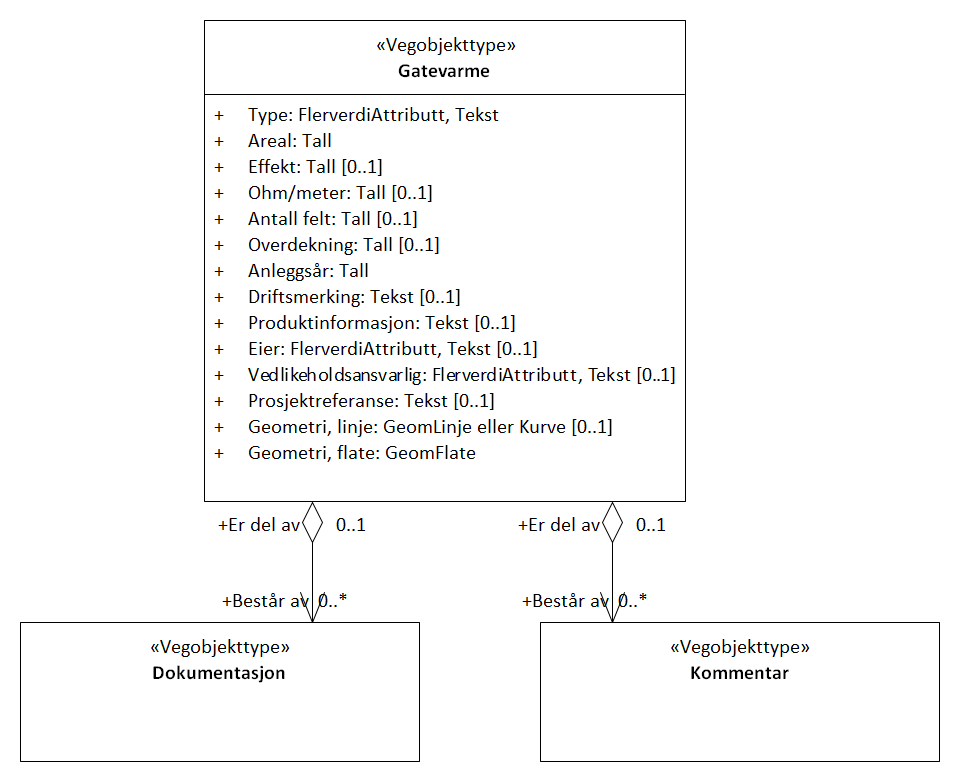 «Vegobjekttype»
Gatevarme
+ Type: FlerverdiAttributt, Tekst
+ Areal: Tall
+ Effekt: Tall [0..1]
+ Ohm/meter: Tall [0..1]
+ Antall felt: Tall [0..1]
+ Overdekning: Tall [0..1]
+ Anleggsår: Tall
+ Driftsmerking: Tekst [0..1]
+ Produktinformasjon: Tekst [0..1]
+ Eier: FlerverdiAttributt, Tekst [0..1]
+ Vedlikeholdsansvarlig: FlerverdiAttributt, Tekst [0..1]
+ Prosjektreferanse: Tekst [0..1]
+ Geometri, linje: GeomLinje eller Kurve [0..1]
+ Geometri, flate: GeomFlate
+Er del av 0..1
+Er del av 0..1
+Består av 0..*
+Består av 0..*
«Vegobjekttype»
Dokumentasjon
«Vegobjekttype»
Kommentar